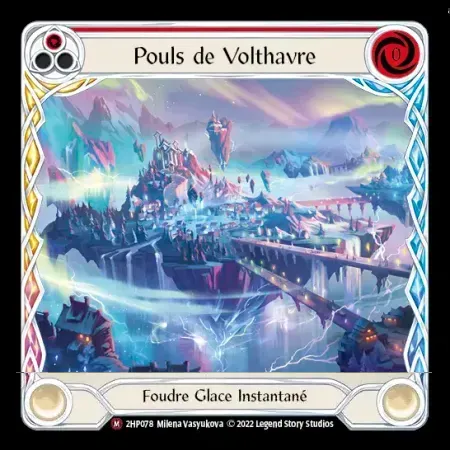 Pouls de Volthavre
0
Foudre Glace Instantané
M 2HP078 Milena Vasyukova © 2022 Legend Story Studios